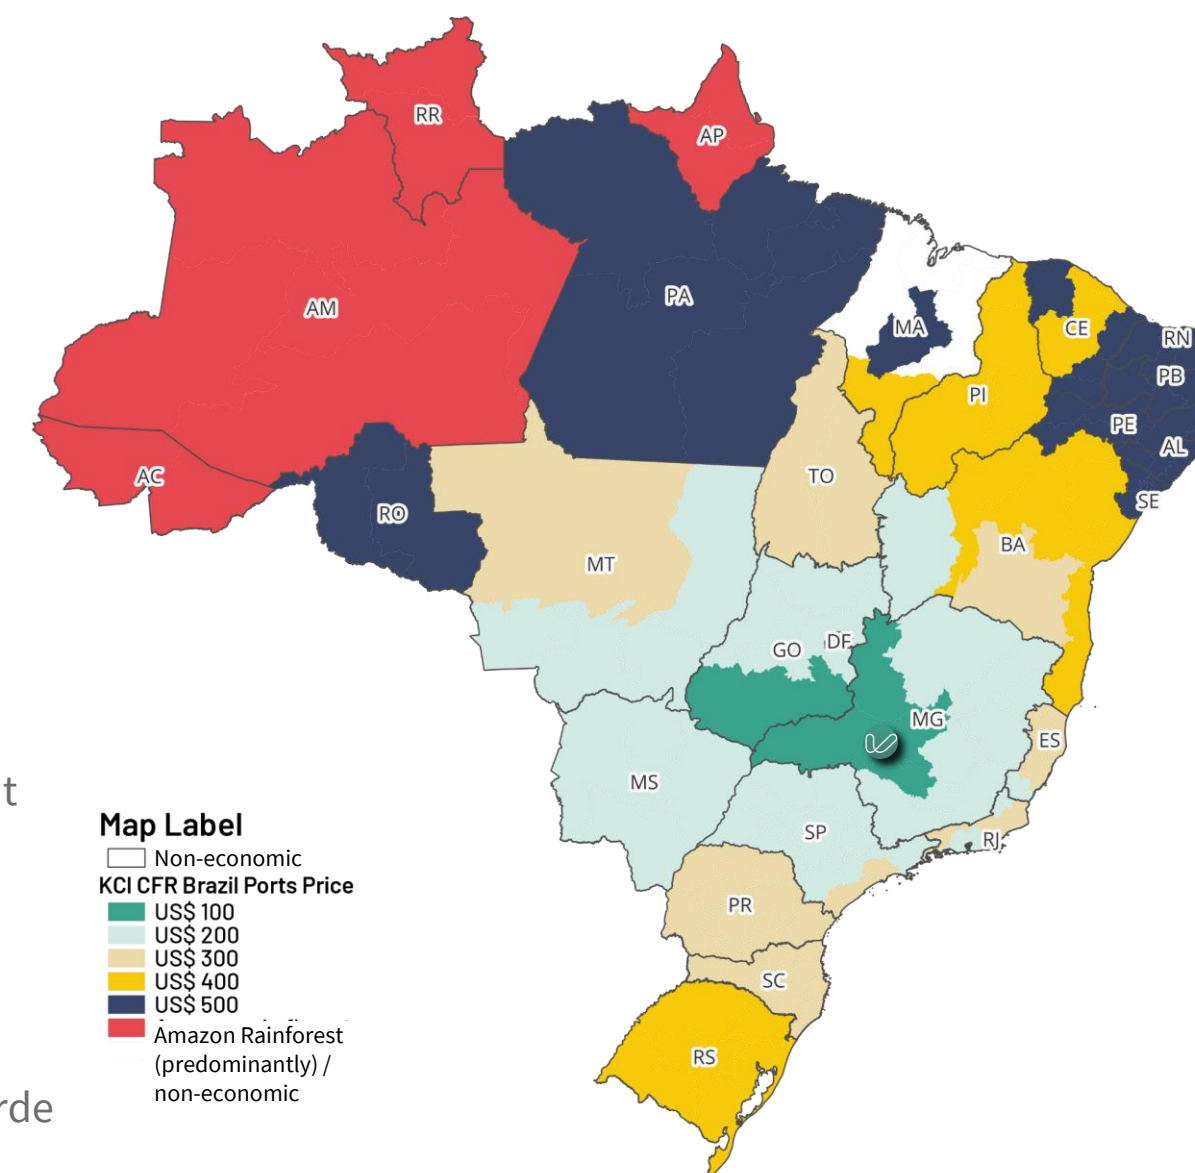 RR
AP
AM
PA
MA
CE
RN
PB
PI
PE
AL
AC
TO
SE
RO
BA
MT
GO
DF
MG
ES
MS
SP
RJ
PR
SC
RS
t
Map Label
Non-economic
KCI CFR Brazil Ports Price
US$ 100
US$ 200
US$ 300
US$ 400
US$ 500
Amazon Rainforest
(predominantly) /
non-economic
rde